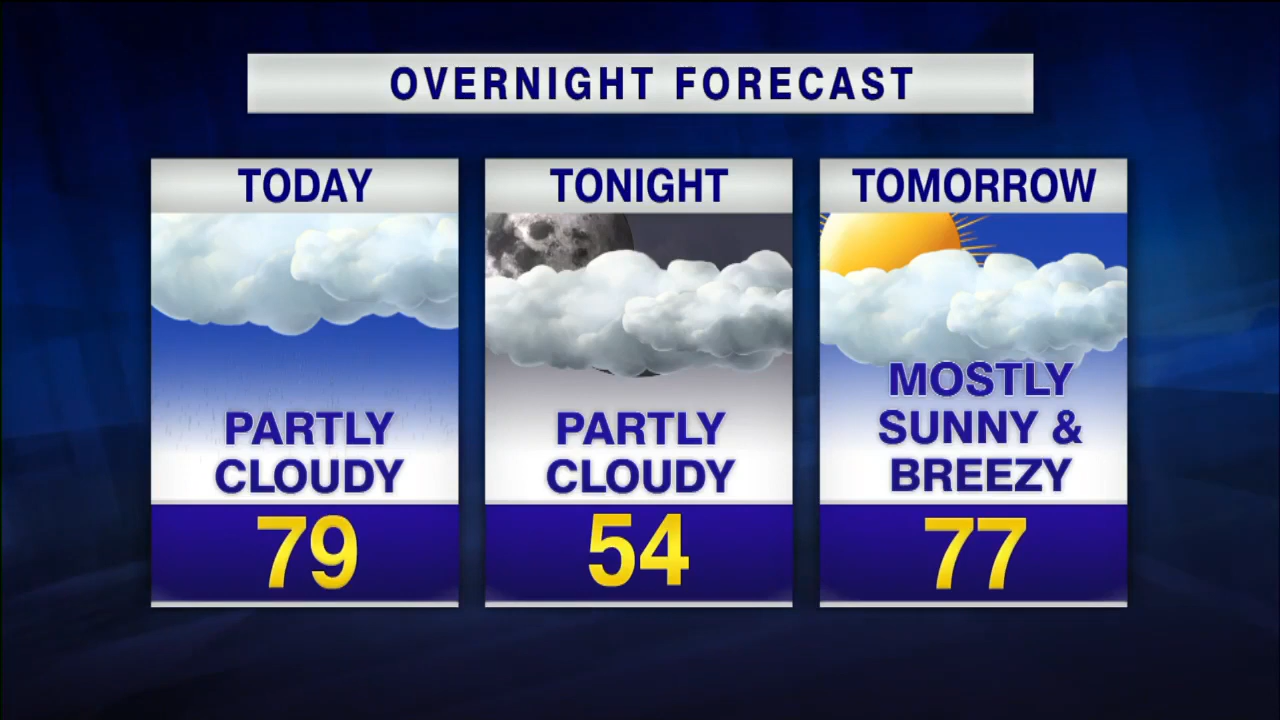 OVERNIGHT FORECAST
TODAY
PARTLY
CLOUDY
79
TONIGHT
PARTLY
CLOUDY
54
TOMORROW
MOSTLY
SUNNY &
BREEZY
77